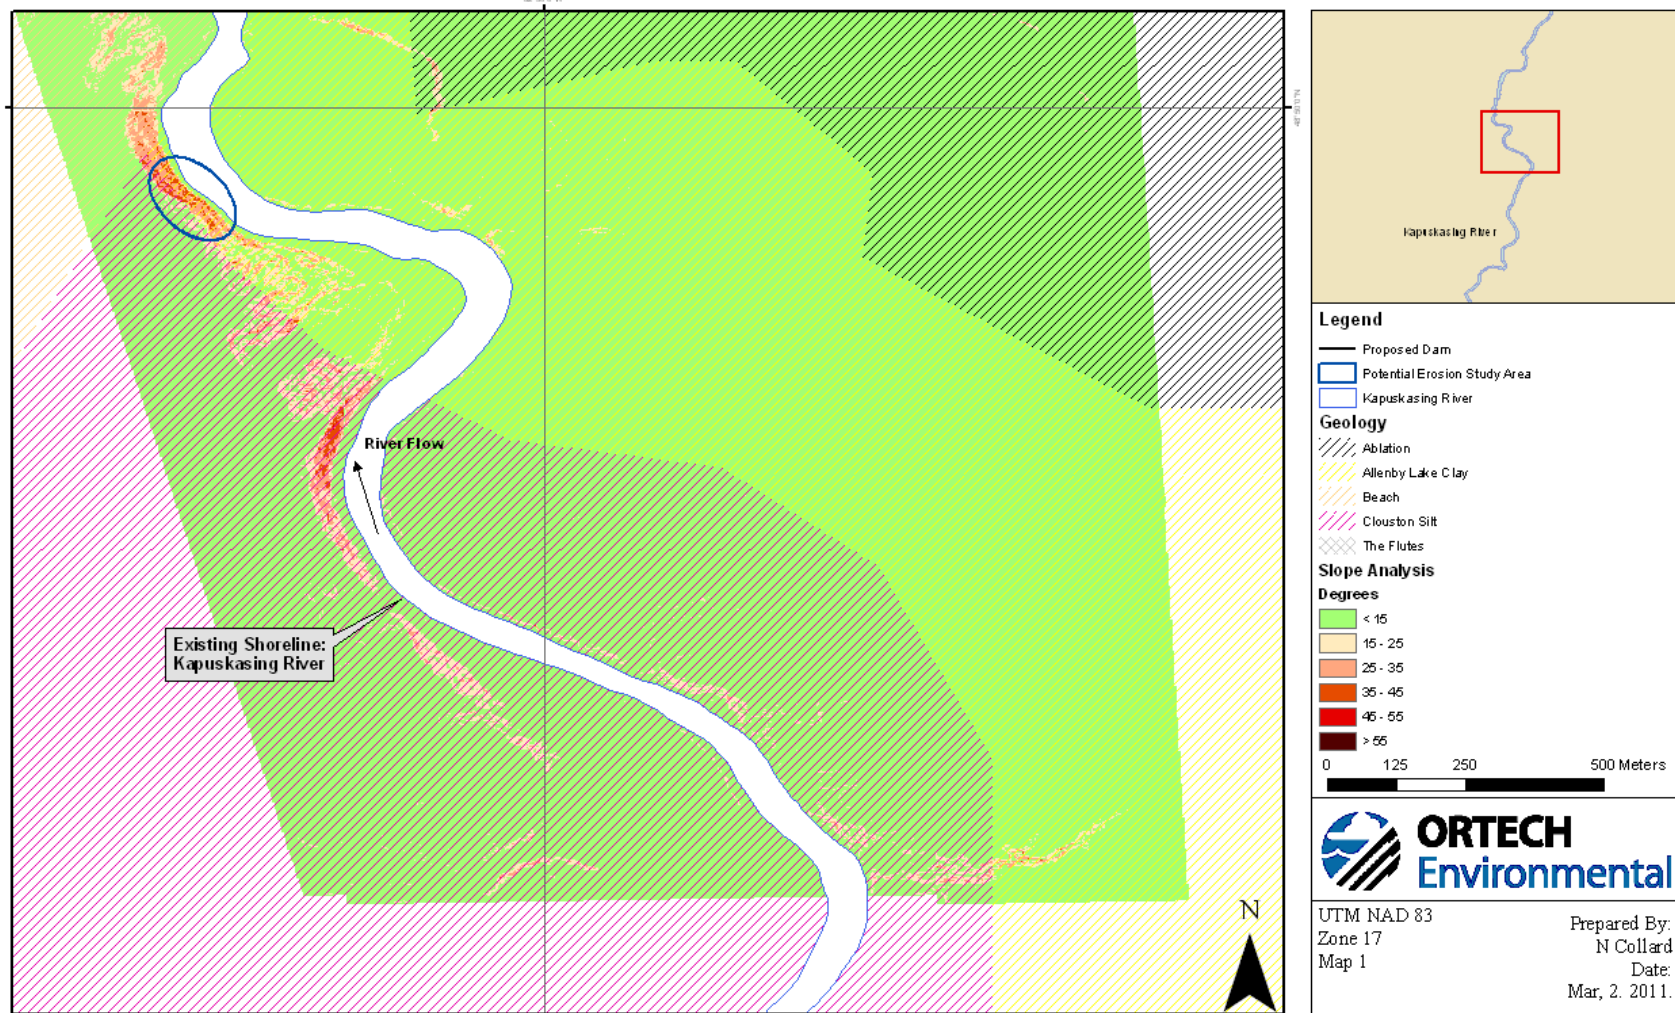 River Flow
Existing Shoreline:
Kapuskasing River
N
Kapuskasing River
Legend
Proposed Dam
Potential Erosion Study Area
Kapuskasing River
Geology
Ablation
Allenby Lake Clay
Beach
Clouston Silt
The Flutes
Slope Analysis
Degrees
< 15
15 - 25
25 - 35
35 - 45
45 - 55
> 55
0 125 250 500 Meters
ORTECH
Environmental
UTM NAD 83
Zone 17
Map 1
Prepared By:
N Collard
Date:
Mar, 2. 2011.